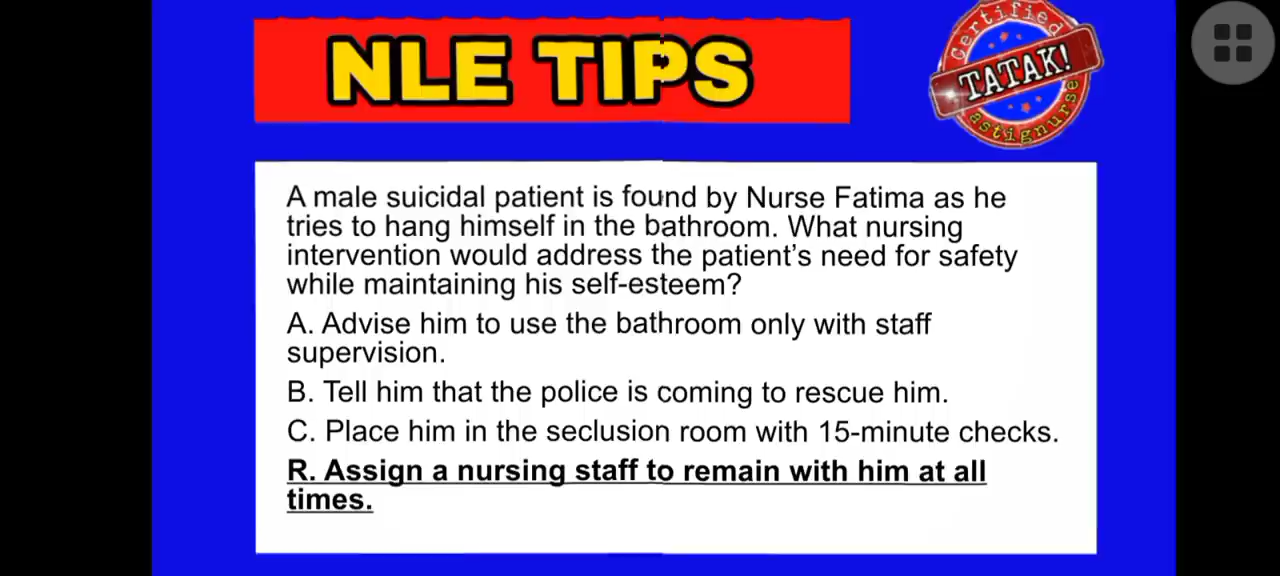 NLE TIPS
Certified
TATAK!
astignurse
A male suicidal patient is found by Nurse Fatima as he
tries to hang himself in the bathroom. What nursing
intervention would address the patient's need for safety
while maintaining his self-esteem?
A. Advise him to use the bathroom only with staff
supervision.
B. Tell him that the police is coming to rescue him.
C. Place him in the seclusion room with 15-minute checks.
R. Assign a nursing staff to remain with him at all
times.